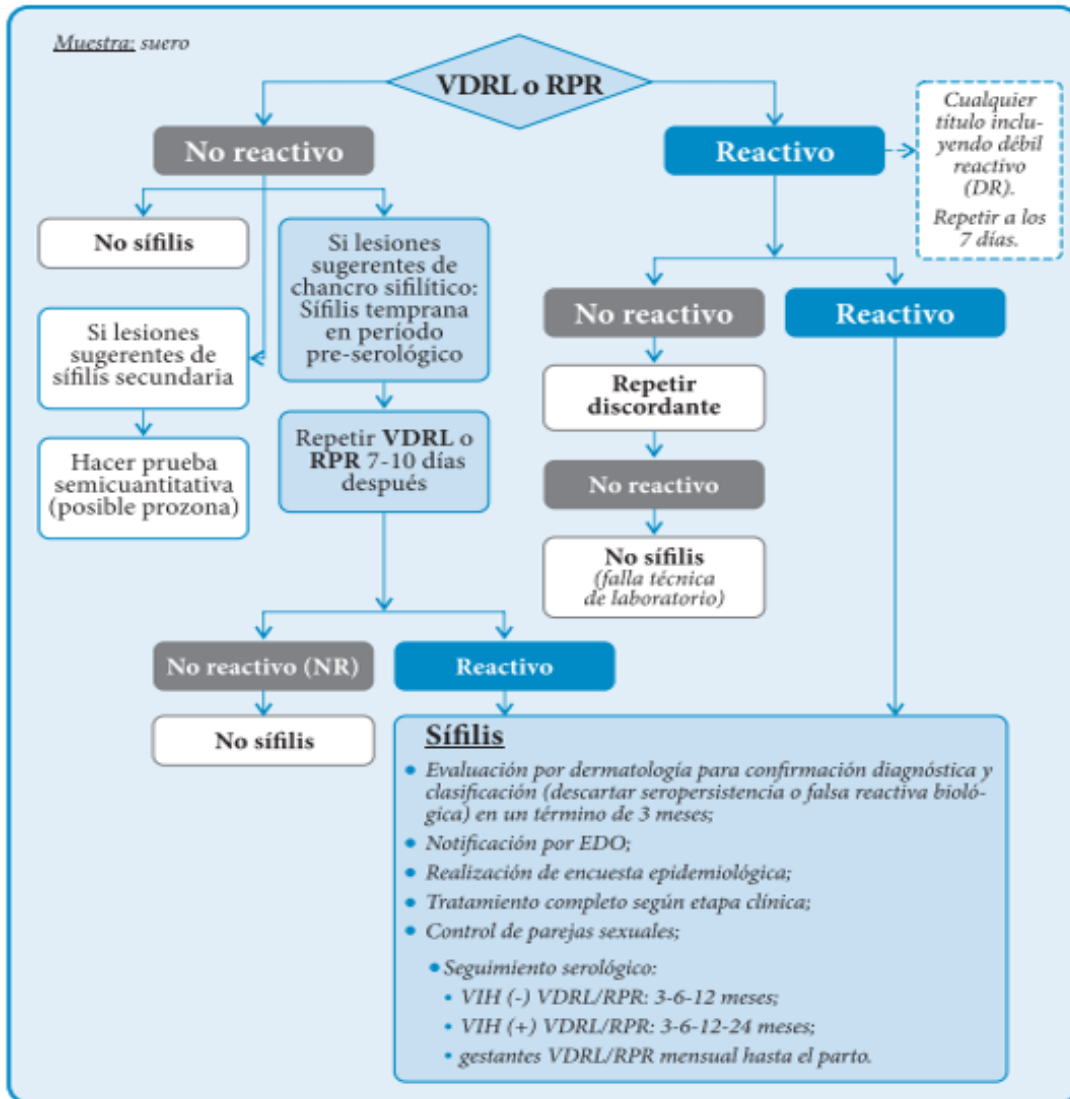 Muestra: suero
VDRL o RPR
No reactivo
Reactivo
Cualquier
título inclu-
yendo débil
reactivo
(DR).
Repetir a los
7 días.
No sífilis
Si lesiones
sugerentes de
chancro sifilítico:
Sífilis temprana
en período
pre-serológico
Si lesiones
sugerentes de
sífilis secundaria
Hacer prueba
semicuantitativa
(posible prozona)
Repetir VDRL o
RPR 7-10 días
después
No reactivo
Reactivo
Repetir
discordante
No reactivo
No sífilis
(falla técnica
de laboratorio)
No reactivo (NR)
Reactivo
No sífilis
Sífilis
• Evaluación por dermatología para confirmación diagnóstica y
clasificación (descartar seropersistencia o falsa reactiva bioló-
gica) en un término de 3 meses;
• Notificación por EDO;
• Realización de encuesta epidemiológica;
• Tratamiento completo según etapa clínica;
• Control de parejas sexuales;
• Seguimiento serológico:
• VIH (-) VDRL/RPR: 3-6-12 meses;
• VIH (+) VDRL/RPR: 3-6-12-24 meses;
• gestantes VDRL/RPR mensual hasta el parto.